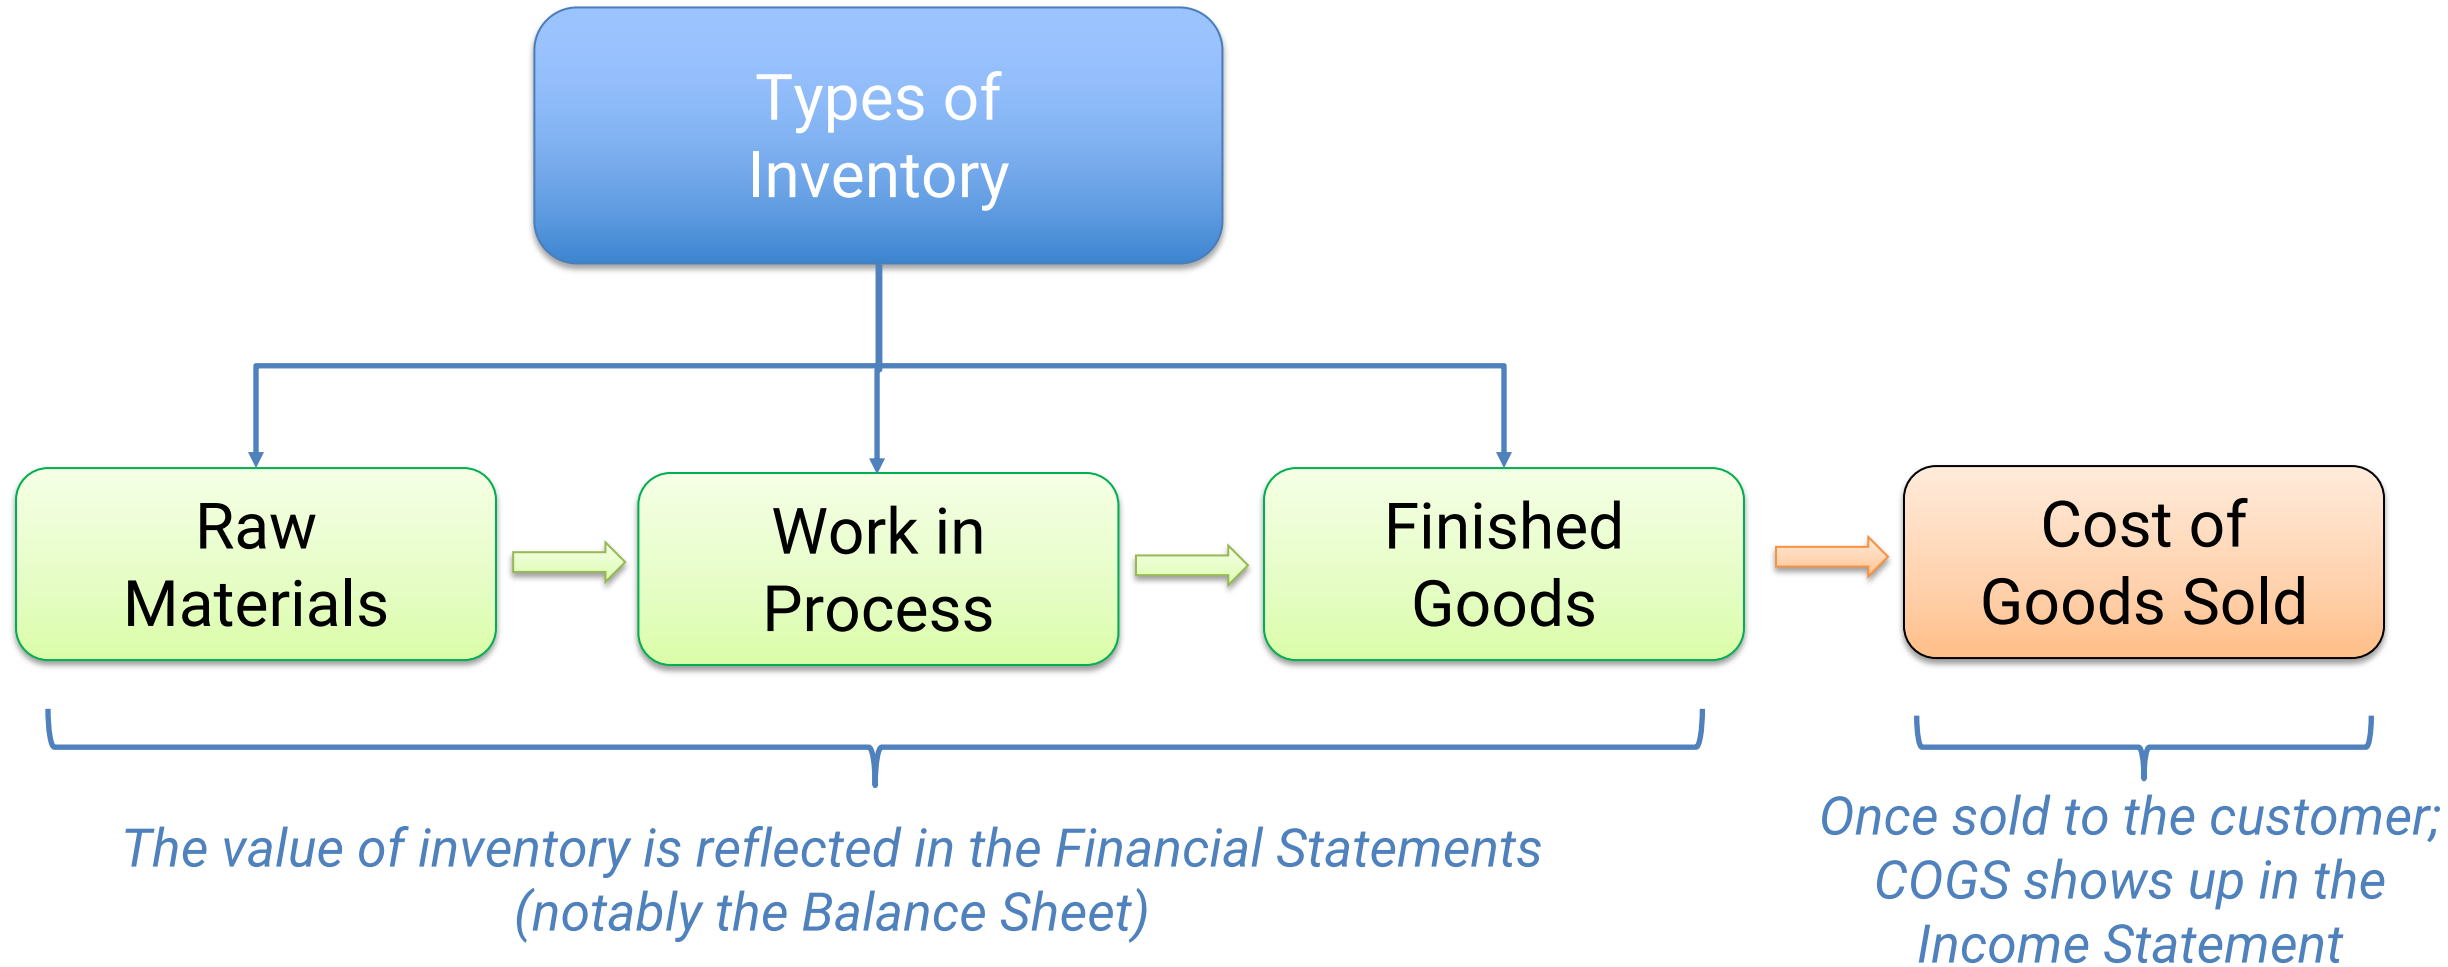 Types of
Inventory
Raw
Materials
Work in
Process
Finished
Goods
Cost of
Goods Sold
The value of inventory is reflected in the Financial Statements
(notably the Balance Sheet)
Once sold to the customer;
COGS shows up in the
Income Statement